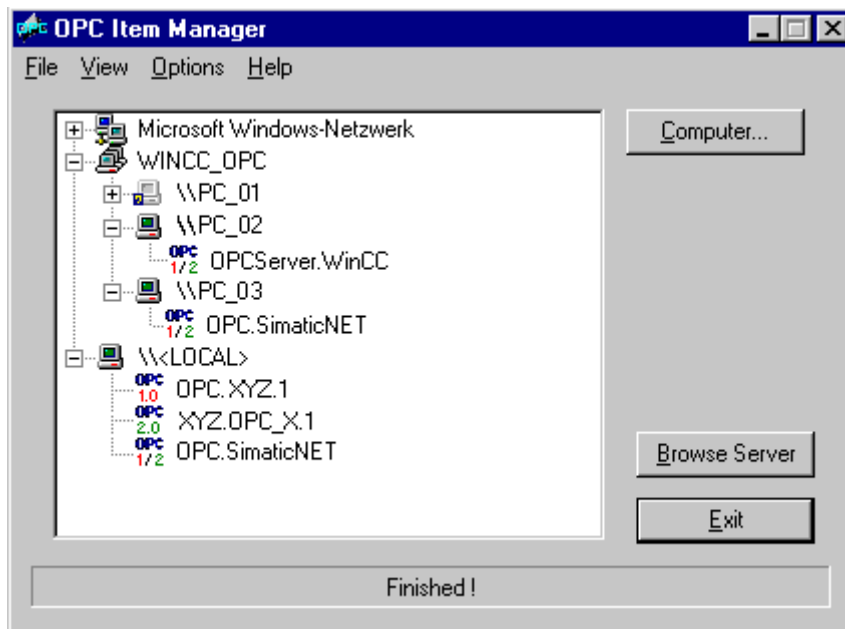 OPC Item Manager
File View Options Help
Microsoft Windows-Netzwerk
Computer...
WINCC_OPC
\\PC_01
\\PC_02
OPC 1/2 OPCServer.WinCC
\\PC_03
OPC 1/2 OPC.SimaticNET
\\<LOCAL>
OPC 1.0 OPC.XYZ.1
OPC 2.0 XYZ.OPC_X.1
OPC 1/2 OPC.SimaticNET
Browse Server
Exit
Finished !